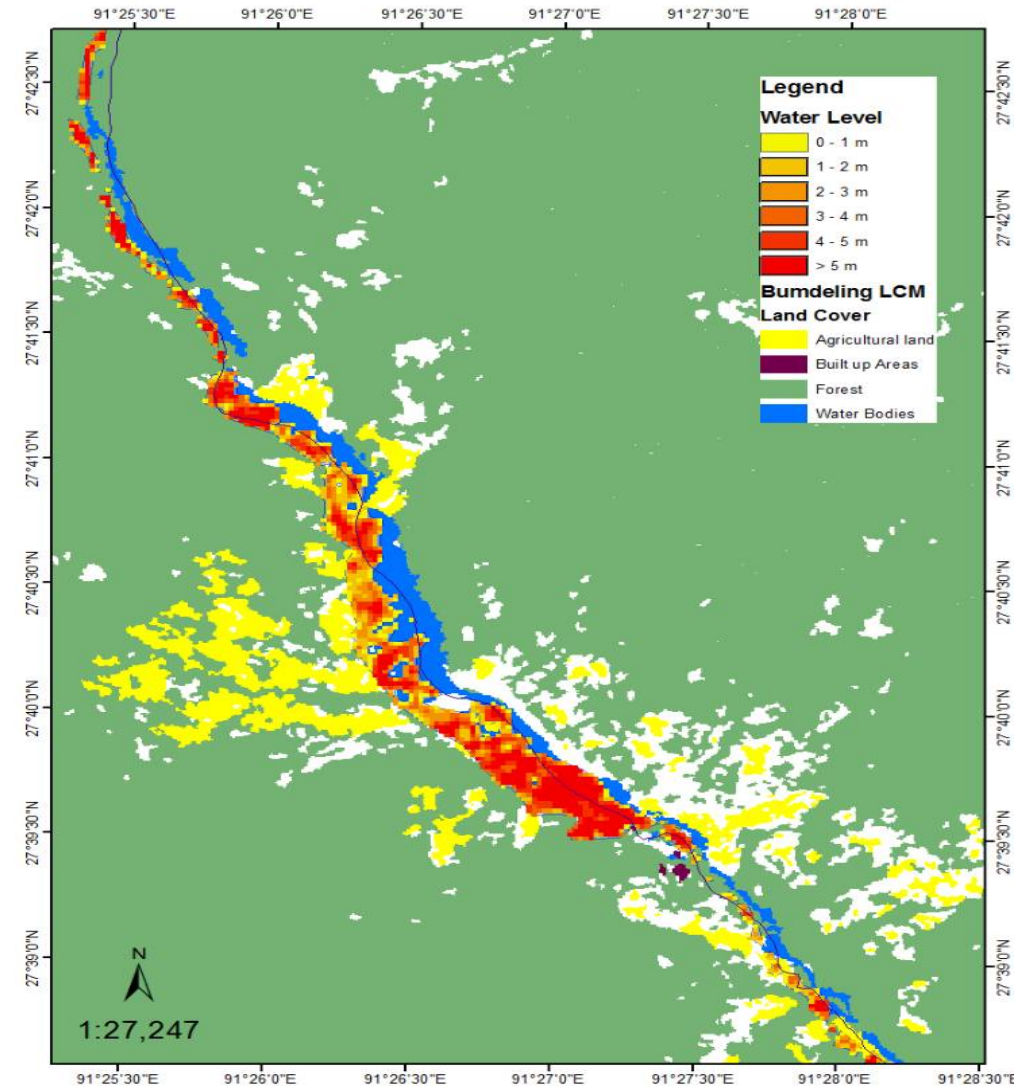 91°25'30"E 91°26'0"E 91°26'30"E 91°27'0"E 91°27'30"E 91°28'0"E
27°42'30"N
27°42'0"N
27°41'30"N
27°41'0"N
27°40'30"N
27°40'0"N
27°39'30"N
27°39'0"N
Legend
Water Level
0 - 1 m
1 - 2 m
2 - 3 m
3 - 4 m
4 - 5 m
> 5 m
Bumdeling LCM
Land Cover
Agricultural land
Built up Areas
Forest
Water Bodies
27°42'30"N
27°42'0"N
27°41'30"N
27°41'0"N
27°40'30"N
27°40'0"N
27°39'30"N
27°39'0"N
N
1:27,247
91°25'30"E 91°26'0"E 91°26'30"E 91°27'0"E 91°27'30"E 91°28'0"E 91°28'30"E